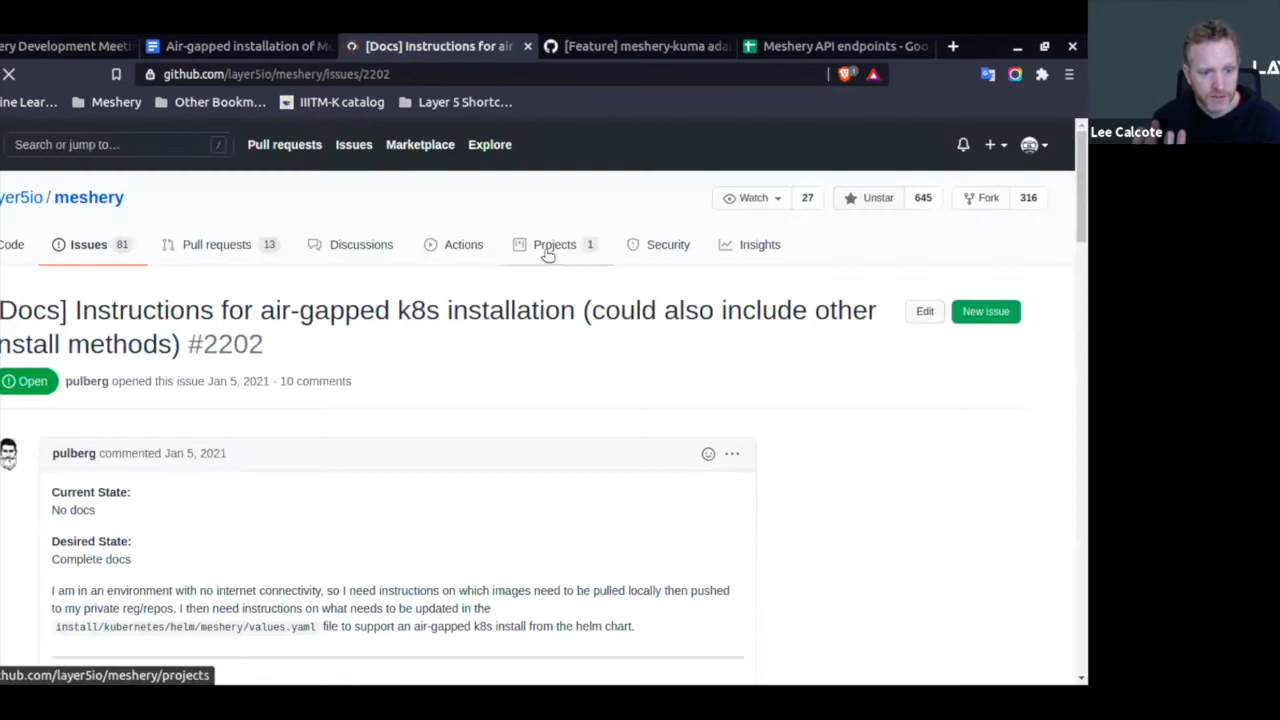 ery Development Meeti
Air-gapped installation of Me
[Docs] Instructions for air
[Feature] meshery-kuma ada
Meshery API endpoints - Goo
github.com/layer5io/meshery/issues/2202
1
ine Lear...
Meshery
Other Bookm...
IIITM-K catalog
Layer 5 Shortc...
LA
Lee Calcote
Search or jump to...
/
Pull requests
Issues
Marketplace
Explore
yer5io / meshery
Watch
27
Unstar
645
Fork
316
Code
Issues 81
Pull requests 13
Discussions
Actions
Projects 1
Security
Insights
Docs] Instructions for air-gapped k8s installation (could also include other
nstall methods) #2202
Edit
New issue
Open
pulberg opened this issue Jan 5, 2021 · 10 comments
pulberg commented Jan 5, 2021
Current State:
No docs
Desired State:
Complete docs
I am in an environment with no internet connectivity, so I need instructions on which images need to be pulled locally then pushed
to my private reg/repos. I then need instructions on what needs to be updated in the
install/kubernetes/helm/meshery/values.yaml file to support an air-gapped k8s install from the helm chart.
hub.com/layer5io/meshery/projects